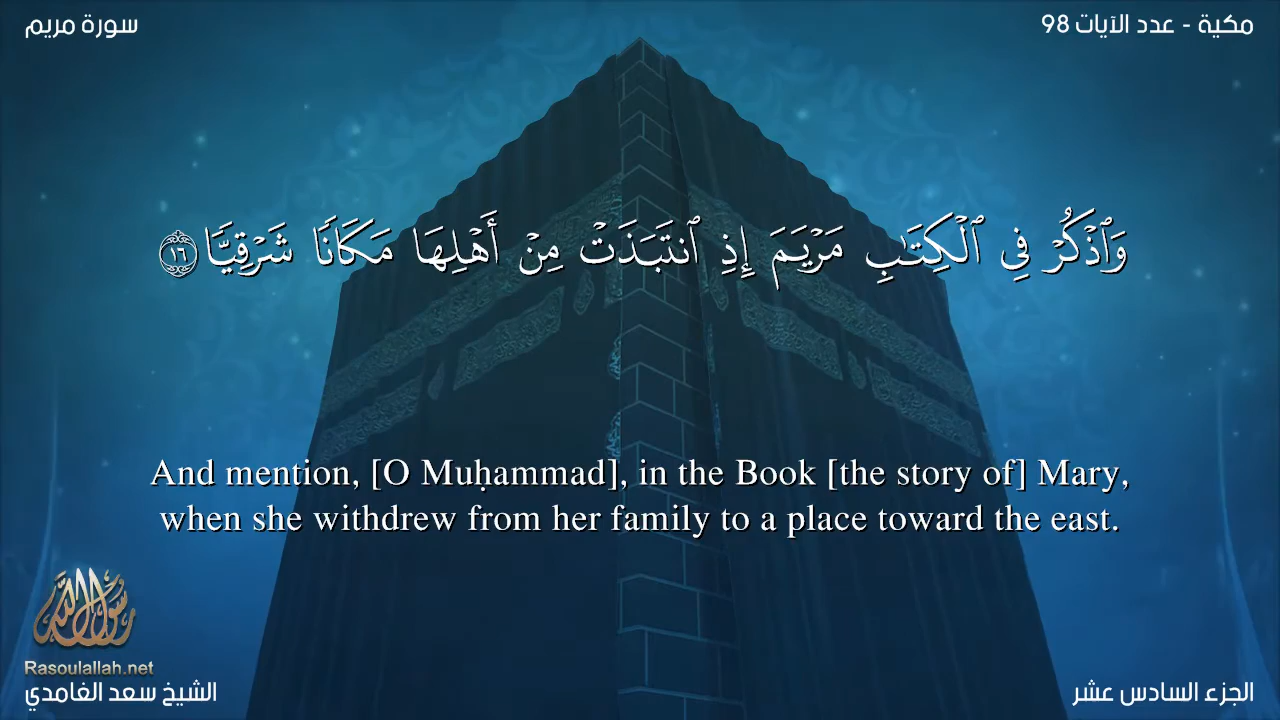 سورة مريم
مكية - عدد الآيات 98
وَٱذْكُرْ فِي ٱلْكِتَـٰبِ مَرْيَمَ إِذِ ٱنتَبَذَتْ مِنْ أَهْلِهَا مَكَانًا شَرْقِيًّا ١٦
And mention, [O Muḥammad], in the Book [the story of] Mary,
when she withdrew from her family to a place toward the east.
رسول الله
Rasoulallah.net
الشيخ سعد الغامدي
الجزء السادس عشر